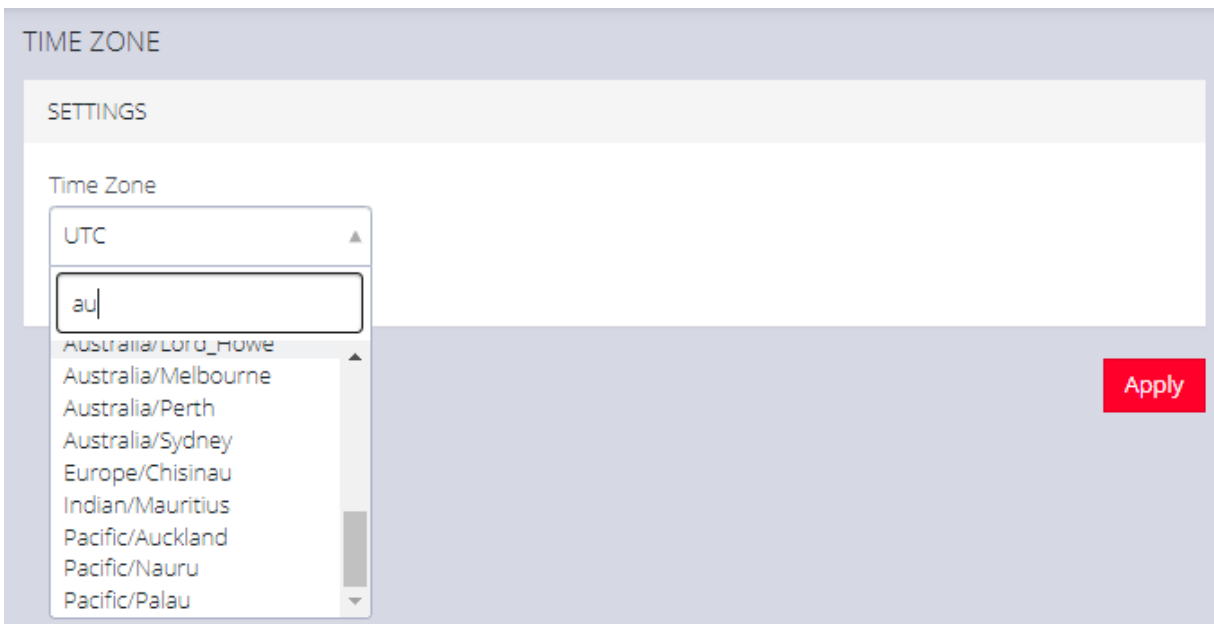 TIME ZONE
SETTINGS
Time Zone
UTC
au
Australia/Lord_Howe
Australia/Melbourne
Australia/Perth
Australia/Sydney
Europe/Chisinau
Indian/Mauritius
Pacific/Auckland
Pacific/Nauru
Pacific/Palau
Apply